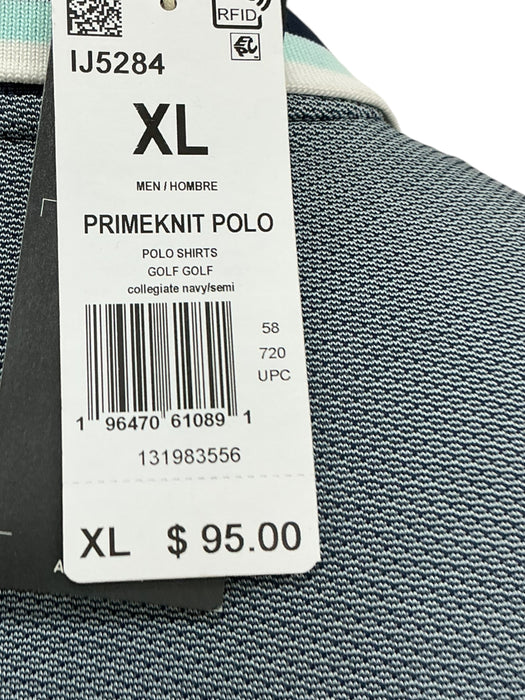 RFID
IJ5284
XL
MEN / HOMBRE
PRIMEKNIT POLO
POLO SHIRTS
GOLF GOLF
collegiate navy/semi
58
720
UPC
1 96470 61089 1
131983556
XL $ 95.00
A